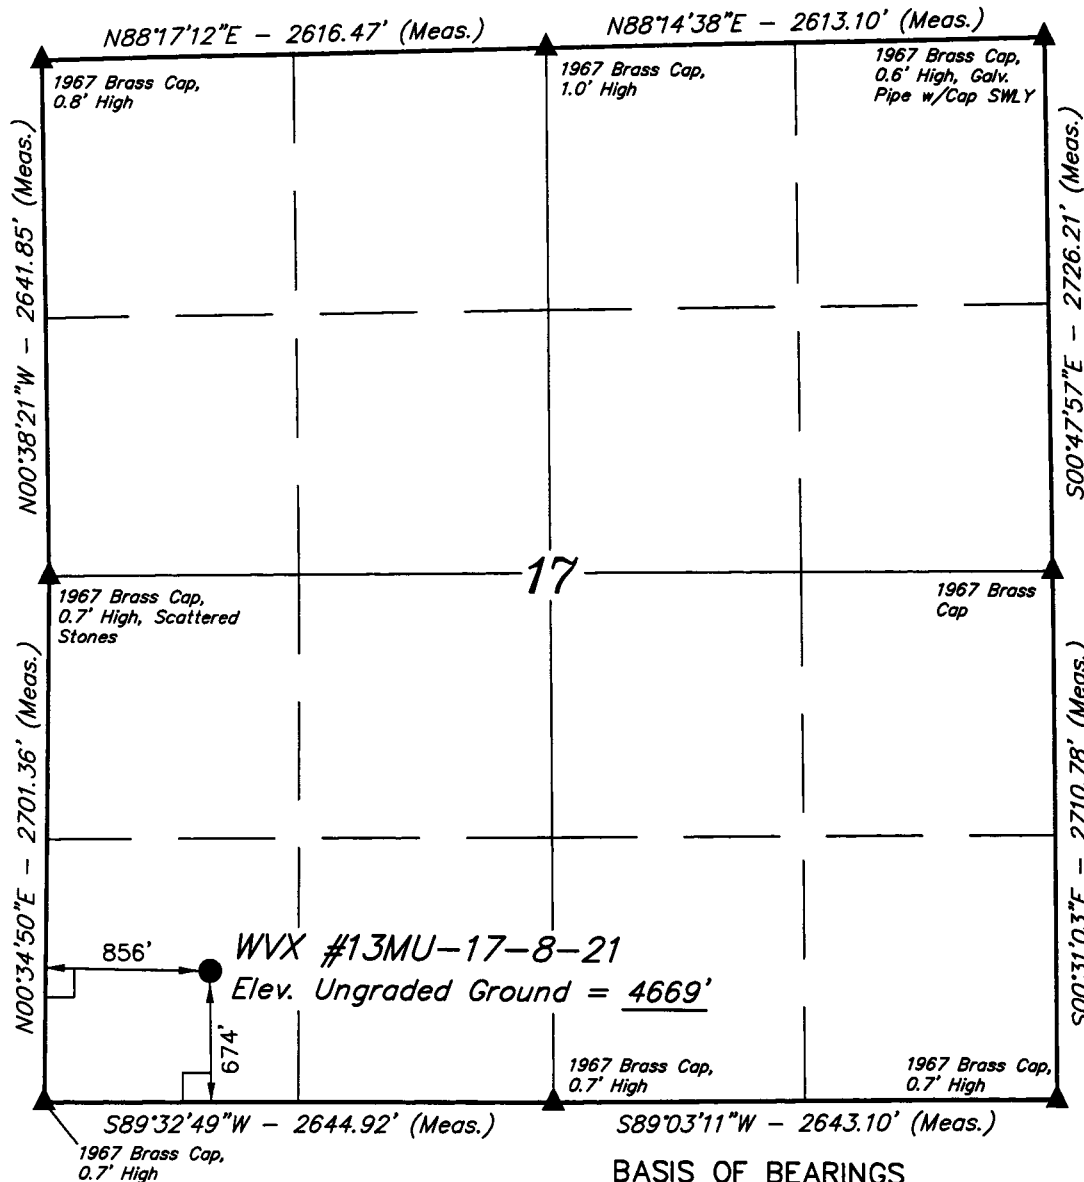 N88°17'12"E - 2616.47' (Meas.)
N88°14'38"E - 2613.10' (Meas.)
1967 Brass Cap,
0.8' High
1967 Brass Cap,
1.0' High
1967 Brass Cap,
0.6' High, Galv.
Pipe w/Cap SWLY
N00°38'21"W - 2641.85' (Meas.)
S00°47'57"E - 2726.21' (Meas.)
17
1967 Brass Cap,
0.7' High, Scattered
Stones
1967 Brass
Cap
N00°34'50"E - 2701.36' (Meas.)
S00°31'03"E - 2710.78' (Meas.)
856'
WVX #13MU-17-8-21
Elev. Ungraded Ground = 4669'
674'
1967 Brass Cap,
0.7' High
1967 Brass Cap,
0.7' High
S89°32'49"W - 2644.92' (Meas.)
S89°03'11"W - 2643.10' (Meas.)
1967 Brass Cap,
0.7' High
BASIS OF BEARINGS